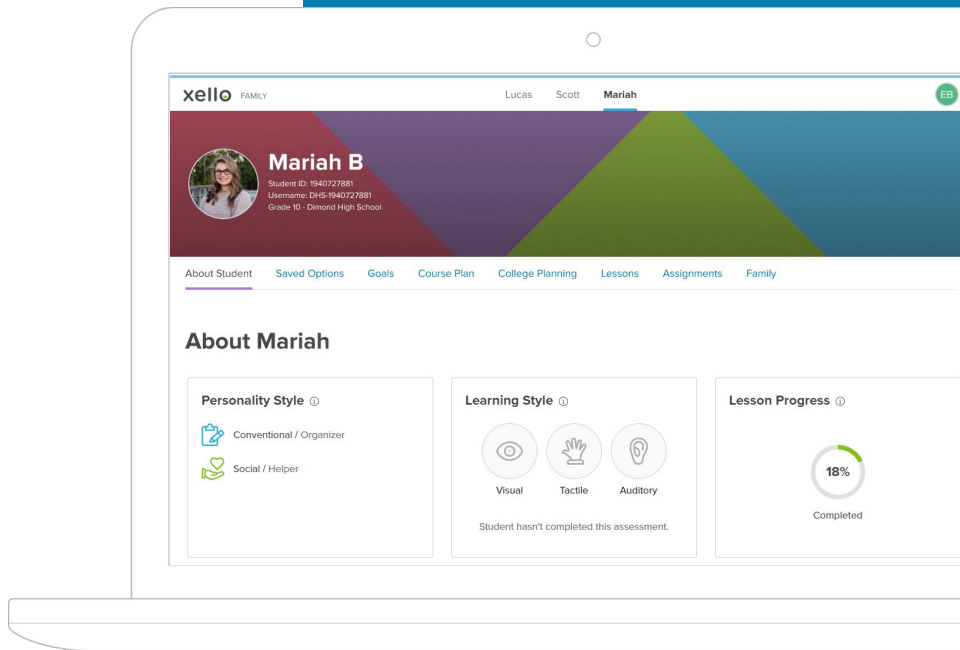 xello FAMILY
Lucas Scott Mariah
EB
Mariah B
Student ID: 1940727881
Username: DHS-1940727881
Grade 10 - Dimond High School
About Student Saved Options Goals Course Plan College Planning Lessons Assignments Family
About Mariah
Personality Style
Conventional / Organizer
Social / Helper
Learning Style
Visual Tactile Auditory
Student hasn't completed this assessment.
Lesson Progress
18%
Completed